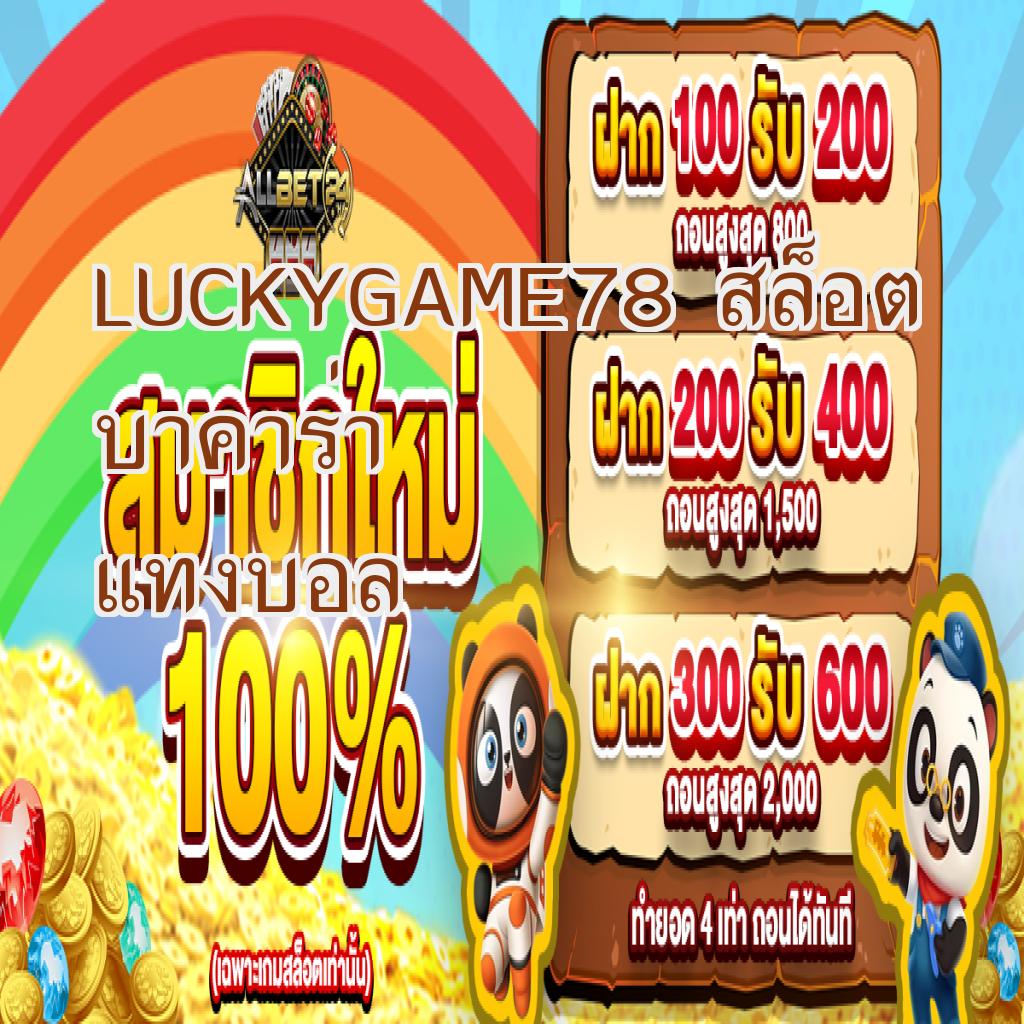 ALLBET24
LUCKYGAME78 สล็อต
บาคาร่า
แทงบอล
สมาชิกใหม่
100%
(เฉพาะเกมสล็อตเท่านั้น)
ฝาก 100 รับ 200
ถอนสูงสุด 800
ฝาก 200 รับ 400
ถอนสูงสุด 1,500
ฝาก 300 รับ 600
ถอนสูงสุด 2,000
ทำยอด 4 เท่า ถอนได้ทันที